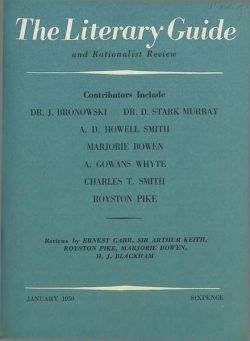 The Literary Guide
and Rationalist Review
Contributors Include
DR. J. BRONOWSKI DR. D. STARK MURRAY
A. D. HOWELL SMITH
MARJORIE BOWEN
A. GOWANS WHYTE
CHARLES T. SMITH
ROYSTON PIKE
Reviews by ERNEST CARR, SIR ARTHUR KEITH,
ROYSTON PIKE, MARJORIE BOWEN,
H. J. BLACKHAM
JANUARY 1950
SIXPENCE